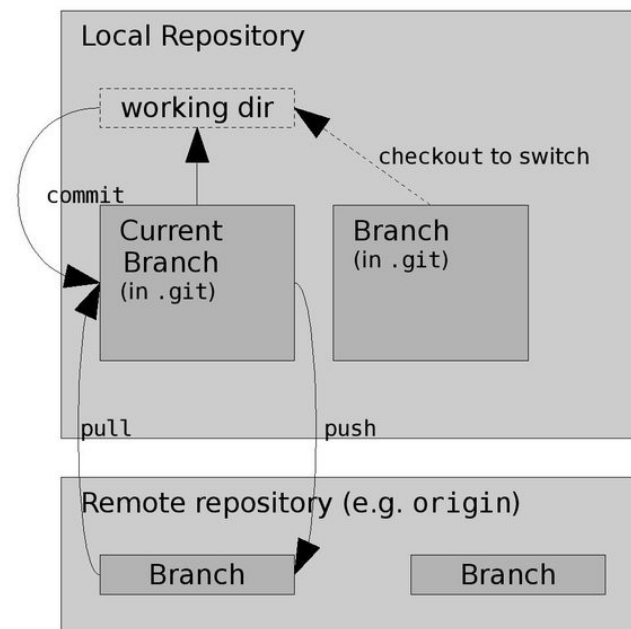 Local Repository
working dir
checkout to switch
commit
Current
Branch
(in .git)
Branch
(in .git)
pull
push
Remote repository (e.g. origin)
Branch
Branch